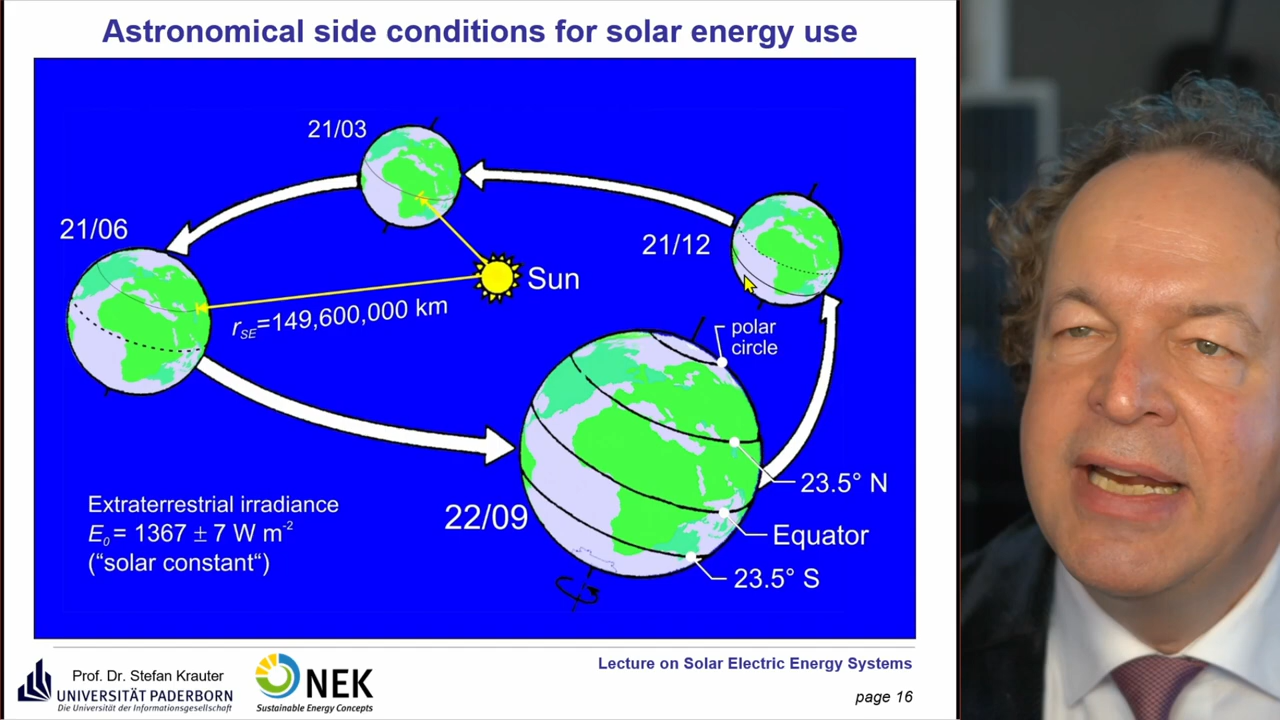 Astronomical side conditions for solar energy use
21/03
21/06
21/12
Sun
r_SE=149,600,000 km
polar
circle
23.5° N
22/09
Equator
23.5° S
Extraterrestrial irradiance
E₀ = 1367 ± 7 W m⁻²
(“solar constant“)
Prof. Dr. Stefan Krauter
UNIVERSITÄT PADERBORN
Die Universität der Informationsgesellschaft
NEK
Sustainable Energy Concepts
Lecture on Solar Electric Energy Systems
page 16